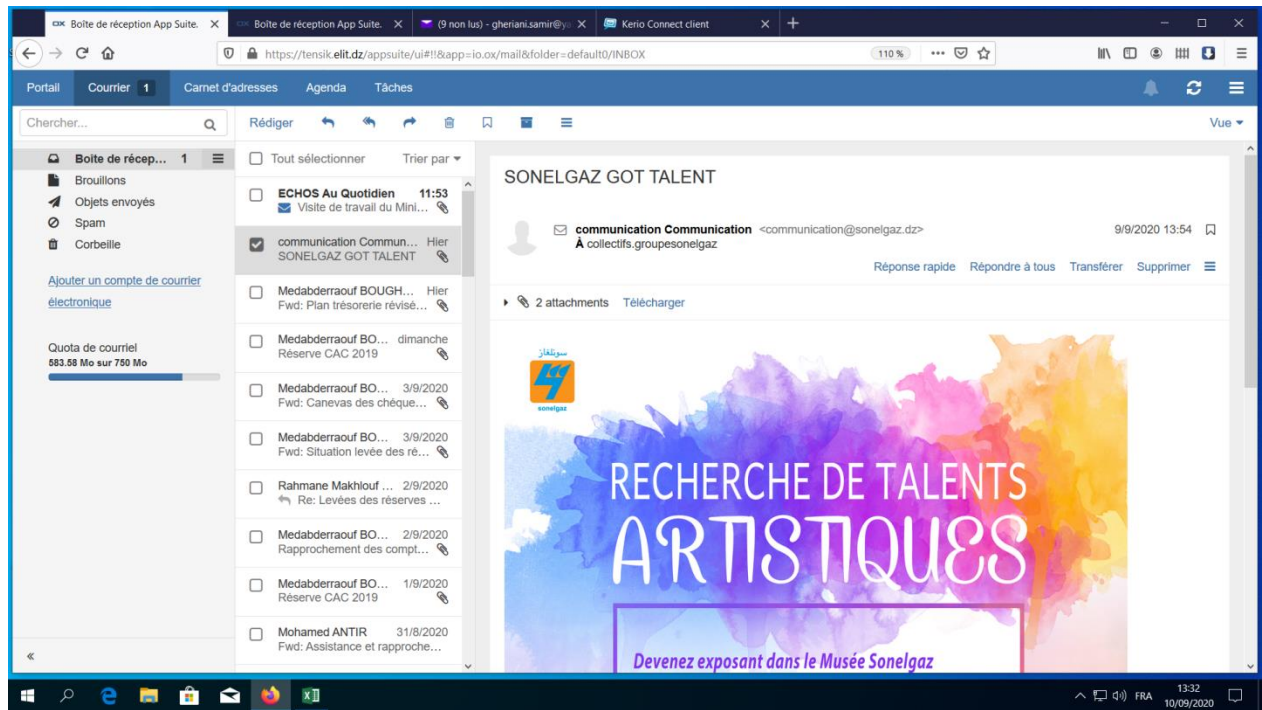 Boîte de réception App Suite.
Boîte de réception App Suite.
(9 non lus) - gheriani.samir@ya
Kerio Connect client
https://tensik.elit.dz/appsuite/ui#!!&app=io.ox/mail&folder=default0/INBOX
110 %
Portail Courrier 1 Carnet d'adresses Agenda Tâches
Chercher...
Rédiger
Vue
Boîte de récep... 1
Brouillons
Objets envoyés
Spam
Corbeille
Ajouter un compte de courrier
électronique
Quota de courriel
583.58 Mo sur 750 Mo
Tout sélectionner Trier par
ECHOS Au Quotidien 11:53
Visite de travail du Mini...
communication Commun... Hier
SONELGAZ GOT TALENT
Medabderraouf BOUGH... Hier
Fwd: Plan trésorerie révisé...
Medabderraouf BO... dimanche
Réserve CAC 2019
Medabderraouf BO... 3/9/2020
Fwd: Canevas des chéque...
Medabderraouf BO... 3/9/2020
Fwd: Situation levée des ré...
Rahmane Makhlouf ... 2/9/2020
Re: Levées des réserves ...
Medabderraouf BO... 2/9/2020
Rapprochement des compt...
Medabderraouf BO... 1/9/2020
Réserve CAC 2019
Mohamed ANTIR 31/8/2020
Fwd: Assistance et rapproche...
SONELGAZ GOT TALENT
communication Communication <communication@sonelgaz.dz> 9/9/2020 13:54
À collectifs.groupesonelgaz
Réponse rapide Répondre à tous Transférer Supprimer
2 attachments Télécharger
سونلغاز
sonelgaz
RECHERCHE DE TALENTS
ARTISTIQUES
Devenez exposant dans le Musée Sonelgaz
FRA
13:32
10/09/2020